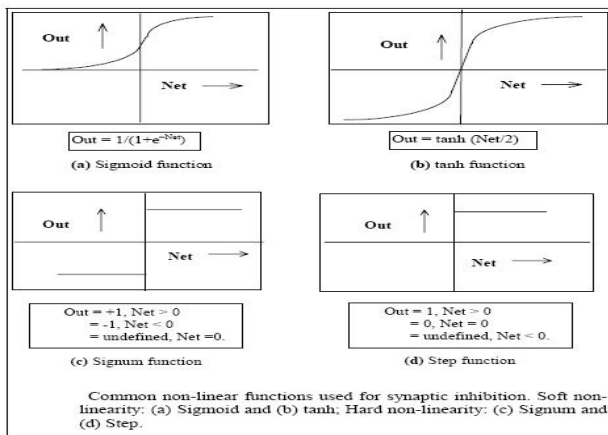 Out
Net
Out = 1/(1+e-Net)
(a) Sigmoid function
Out
Net
Out = tanh (Net/2)
(b) tanh function
Out
Net
Out = +1, Net > 0
= -1, Net < 0
= undefined, Net =0.
(c) Signum function
Out
Net
Out = 1, Net > 0
= 0, Net = 0
= undefined, Net < 0.
(d) Step function
Common non-linear functions used for synaptic inhibition. Soft non-
linearity: (a) Sigmoid and (b) tanh; Hard non-linearity: (c) Signum and
(d) Step.